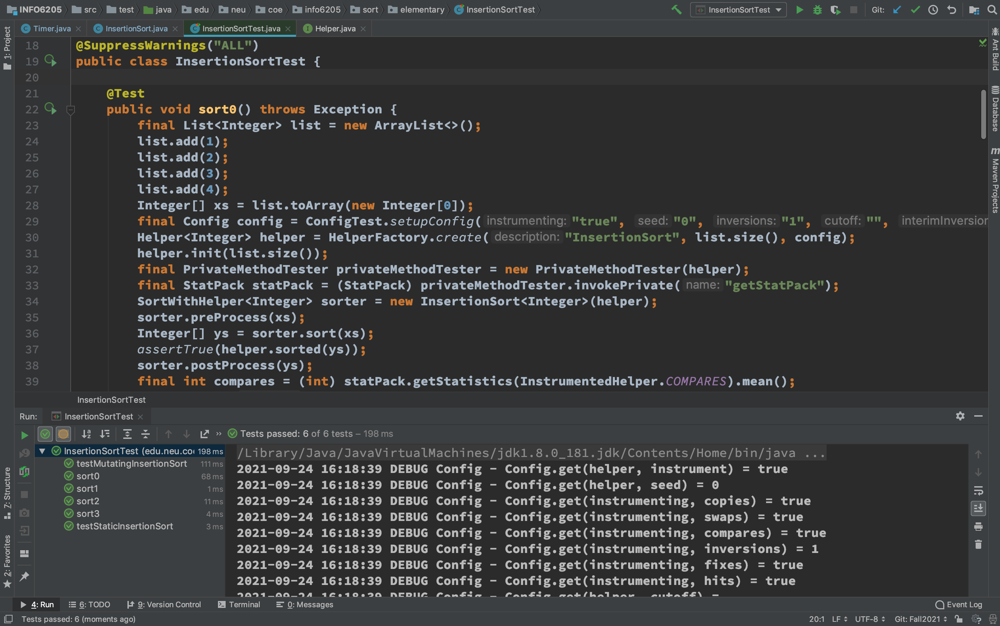 INFO6205 src test java edu neu coe info6205 sort elementary InsertionSortTest InsertionSortTest Git:
Timer.java InsertionSort.java InsertionSortTest.java Helper.java
1: Project
Ant Build
Database
Maven Projects
18 @SuppressWarnings("ALL")
19 public class InsertionSortTest {
20
21 @Test
22 public void sort0() throws Exception {
23 final List<Integer> list = new ArrayList<>();
24 list.add(1);
25 list.add(2);
26 list.add(3);
27 list.add(4);
28 Integer[] xs = list.toArray(new Integer[0]);
29 final Config config = ConfigTest.setupConfig( instrumenting: "true", seed: "0", inversions: "1", cutoff: "", interimInversion
30 Helper<Integer> helper = HelperFactory.create( description: "InsertionSort", list.size(), config);
31 helper.init(list.size());
32 final PrivateMethodTester privateMethodTester = new PrivateMethodTester(helper);
33 final StatPack statPack = (StatPack) privateMethodTester.invokePrivate( name: "getStatPack");
34 SortWithHelper<Integer> sorter = new InsertionSort<Integer>(helper);
35 sorter.preProcess(xs);
36 Integer[] ys = sorter.sort(xs);
37 assertTrue(helper.sorted(ys));
38 sorter.postProcess(ys);
39 final int compares = (int) statPack.getStatistics(InstrumentedHelper.COMPARES).mean();
InsertionSortTest
Run: InsertionSortTest
Tests passed: 6 of 6 tests – 198 ms
InsertionSortTest (edu.neu.coe 198 ms
testMutatingInsertionSort 111 ms
sort0 68 ms
sort1 1 ms
sort2 11 ms
sort3 4 ms
testStaticInsertionSort 3 ms
/Library/Java/JavaVirtualMachines/jdk1.8.0_181.jdk/Contents/Home/bin/java ...
2021-09-24 16:18:39 DEBUG Config - Config.get(helper, instrument) = true
2021-09-24 16:18:39 DEBUG Config - Config.get(helper, seed) = 0
2021-09-24 16:18:39 DEBUG Config - Config.get(instrumenting, copies) = true
2021-09-24 16:18:39 DEBUG Config - Config.get(instrumenting, swaps) = true
2021-09-24 16:18:39 DEBUG Config - Config.get(instrumenting, compares) = true
2021-09-24 16:18:39 DEBUG Config - Config.get(instrumenting, inversions) = 1
2021-09-24 16:18:39 DEBUG Config - Config.get(instrumenting, fixes) = true
2021-09-24 16:18:39 DEBUG Config - Config.get(instrumenting, hits) = true
2021-09-24 16:18:39 DEBUG Config - Config.get(helper, cutoff) =
7: Structure
2: Favorites
4: Run 6: TODO 9: Version Control Terminal 0: Messages Event Log
Tests passed: 6 (moments ago) 20:1 LF UTF-8 Git: Fall2021